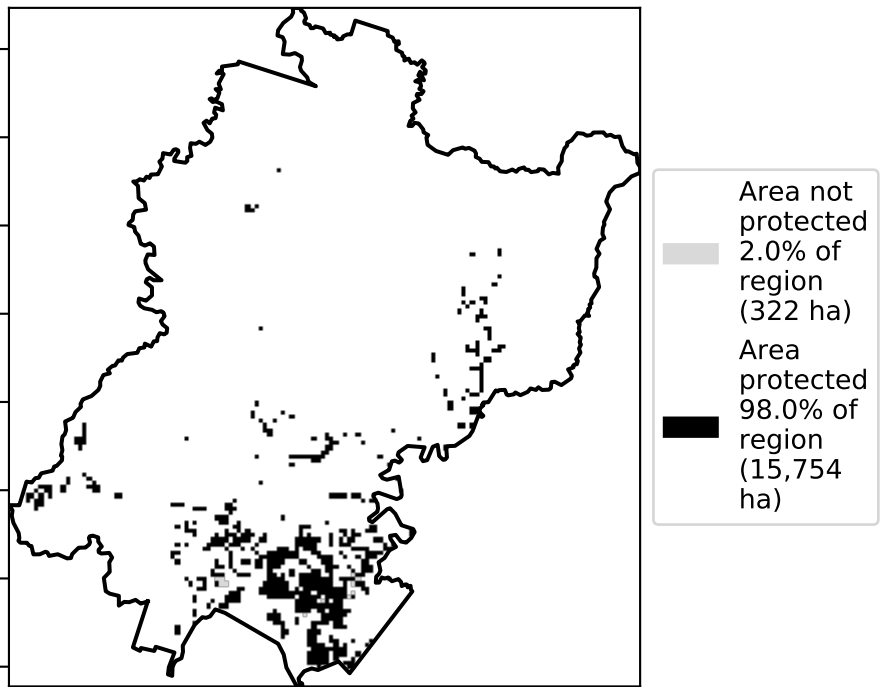 Area not
protected
2.0% of
region
(322 ha)
Area
protected
98.0% of
region
(15,754
ha)